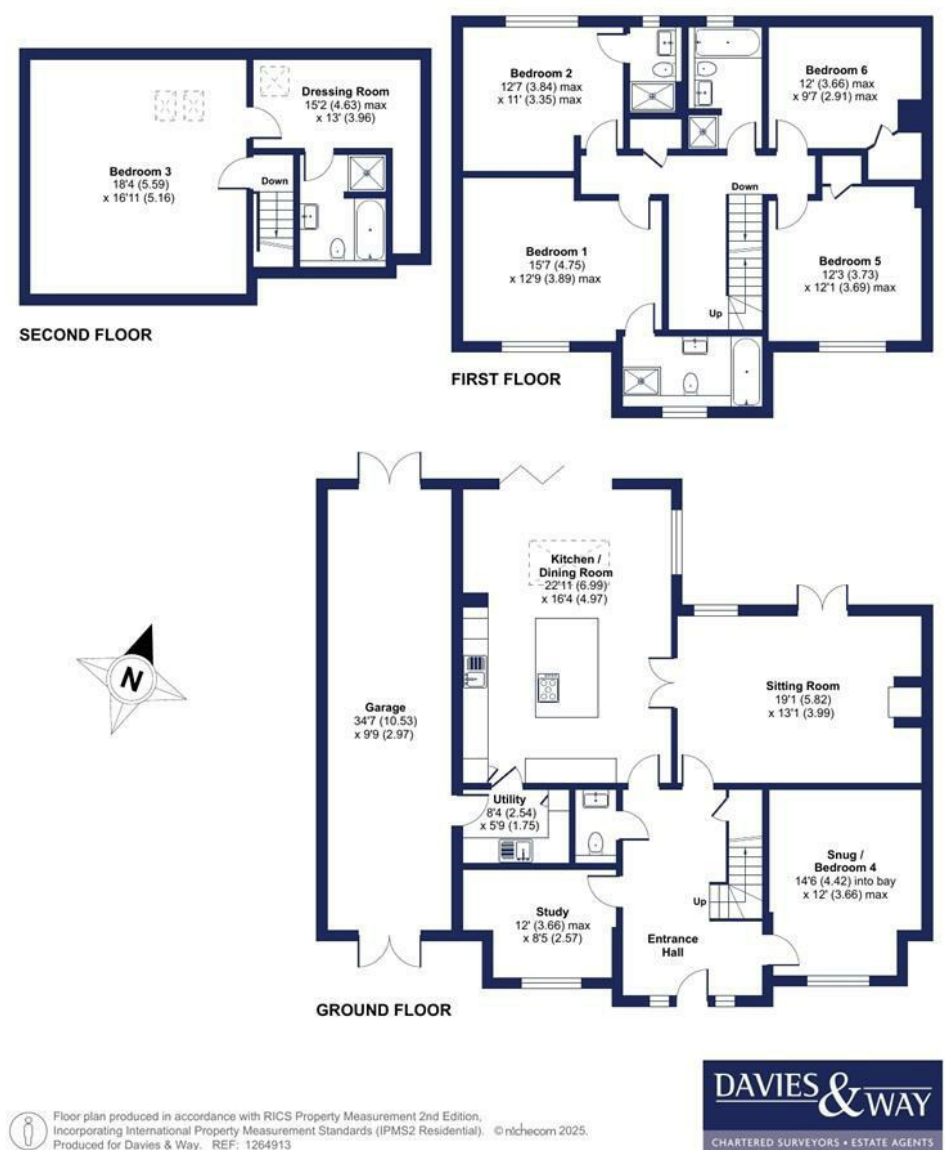 Bedroom 3
18'4 (5.59)
x 16'11 (5.16)
Dressing Room
15'2 (4.63) max
x 13' (3.96)
Down
SECOND FLOOR
Bedroom 2
12'7 (3.84) max
x 11' (3.35) max
Bedroom 6
12' (3.66) max
x 9'7 (2.91) max
Down
Bedroom 1
15'7 (4.75)
x 12'9 (3.89) max
Bedroom 5
12'3 (3.73)
x 12'1 (3.69) max
Up
FIRST FLOOR
Kitchen /
Dining Room
22'11 (6.99)
x 16'4 (4.97)
N
Garage
34'7 (10.53)
x 9'9 (2.97)
Sitting Room
19'1 (5.82)
x 13'1 (3.99)
Utility
8'4 (2.54)
x 5'9 (1.75)
Snug /
Bedroom 4
14'6 (4.42) into bay
x 12' (3.66) max
Up
Study
12' (3.66) max
x 8'5 (2.57)
Entrance
Hall
GROUND FLOOR
DAVIES & WAY
CHARTERED SURVEYORS • ESTATE AGENTS
Floor plan produced in accordance with RICS Property Measurement 2nd Edition,
Incorporating International Property Measurement Standards (IPMS2 Residential). © nichecom 2025.
Produced for Davies & Way. REF: 1264913